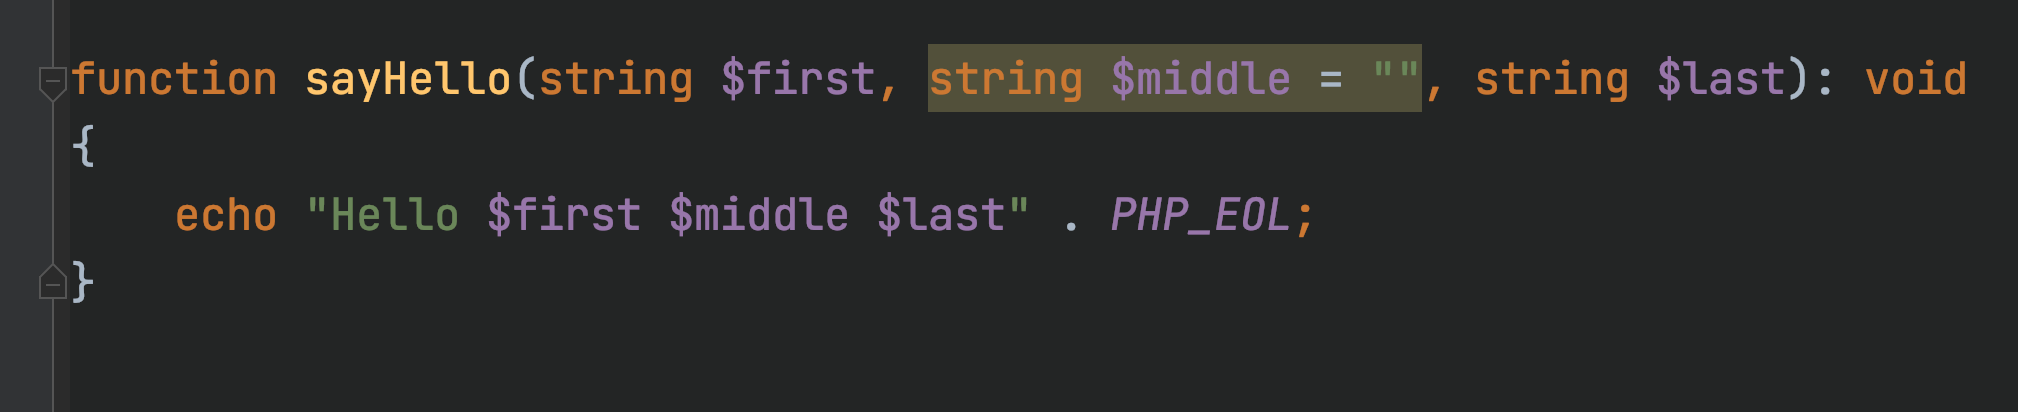 function sayHello(string $first, string $middle = "", string $last): void
{
    echo "Hello $first $middle $last" . PHP_EOL;
}